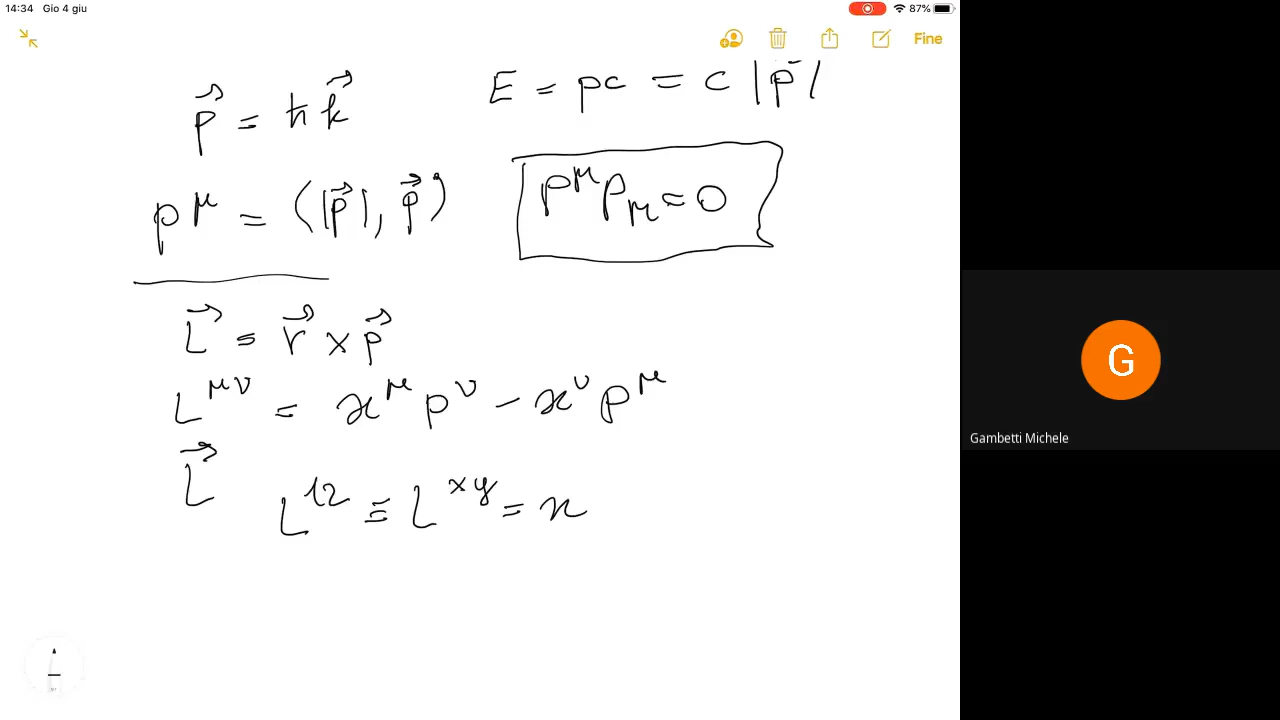 14:34 Gio 4 giu 87%
Fine
p⃗ = ħk⃗
E = pc = c |p⃗|
p^μ = (|p⃗|, p⃗)
p^μ p_μ = 0
L⃗ = r⃗ × p⃗
L^{μν} = x^μ p^ν - x^ν p^μ
L⃗
L^{12} ≡ L^{xy} = x
G
Gambetti Michele